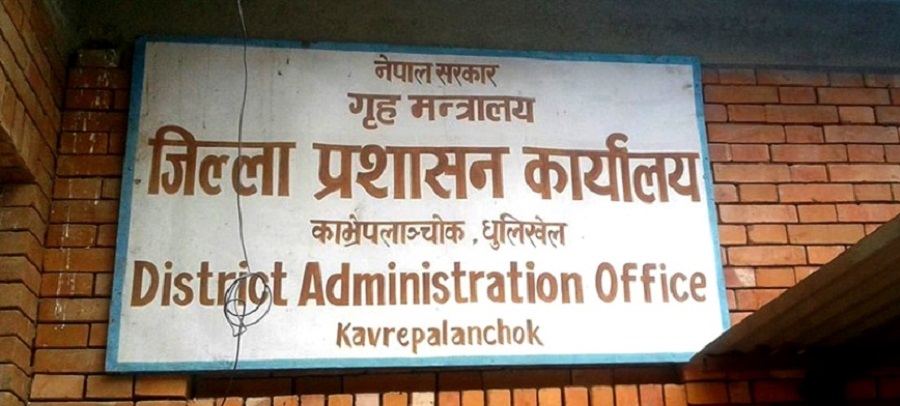 नेपाल सरकार
गृह मन्त्रालय
जिल्ला प्रशासन कार्यालय
काभ्रेपलाञ्चोक , धुलिखेल
District Administration Office
Kavrepalanchok